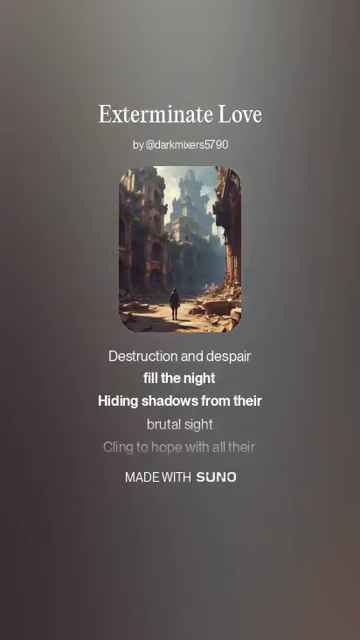 Exterminate Love
by @darkmixers5790
Destruction and despair
fill the night
Hiding shadows from their
brutal sight
Cling to hope with all their
MADE WITH SUNO